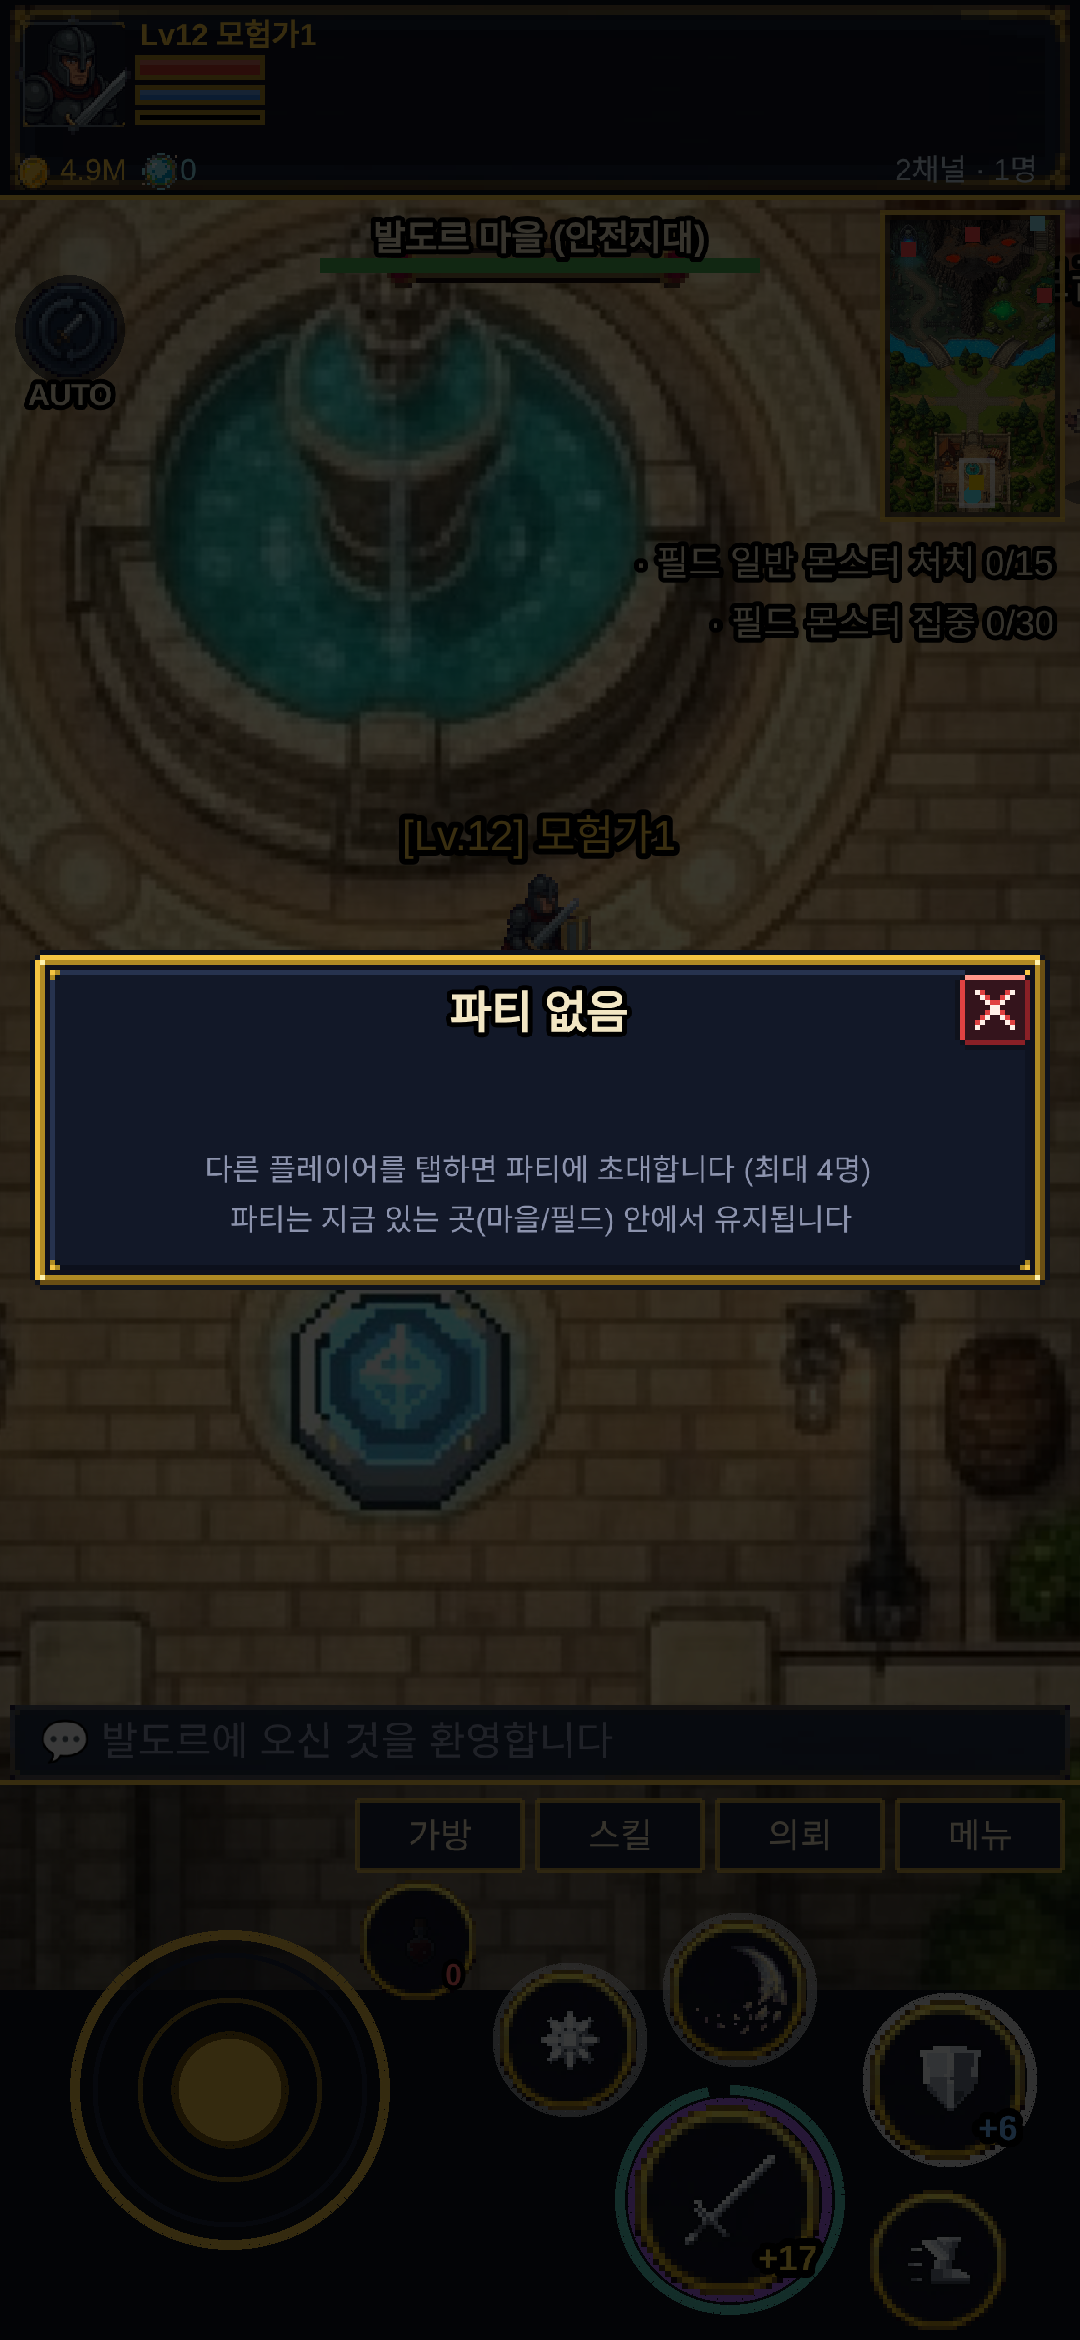 Lv12 모험가1
4.9M 0
2채널 · 1명
발도르 마을 (안전지대)
AUTO
· 필드 일반 몬스터 처치 0/15
· 필드 몬스터 집중 0/30
[Lv.12] 모험가1
파티 없음
다른 플레이어를 탭하면 파티에 초대합니다 (최대 4명)
파티는 지금 있는 곳(마을/필드) 안에서 유지됩니다
발도르에 오신 것을 환영합니다
가방
스킬
의뢰
메뉴
0
+6
+17